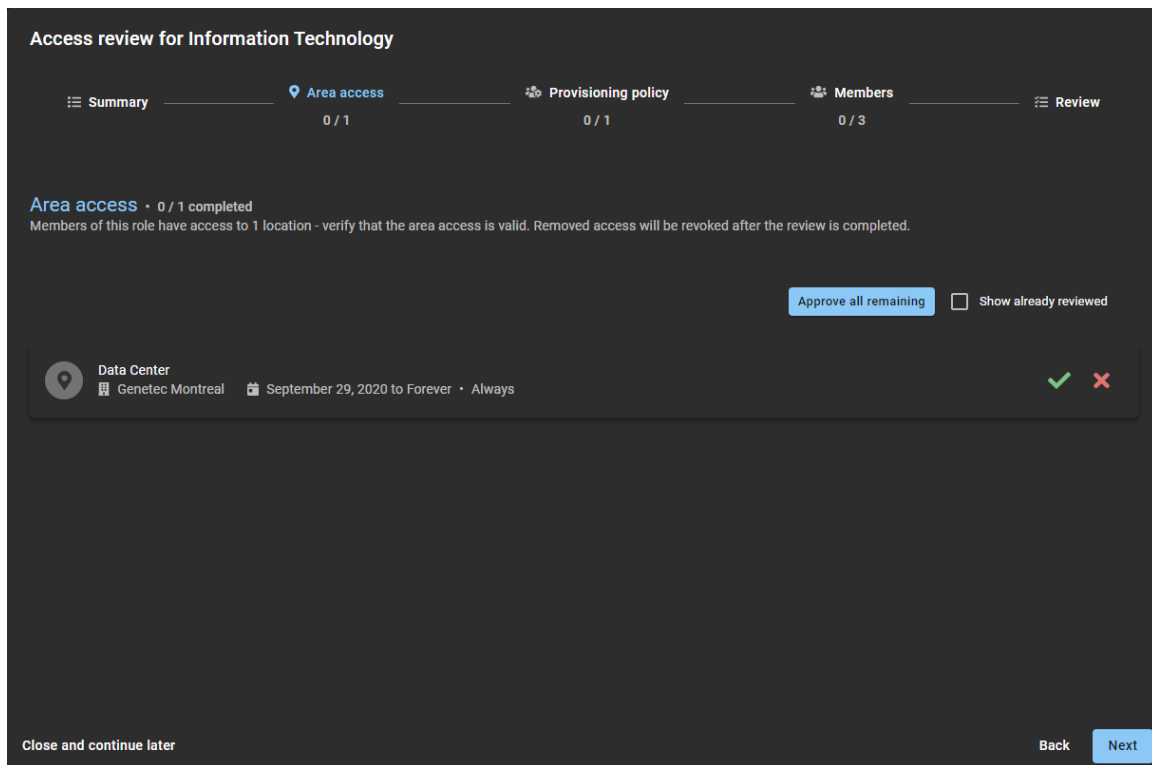 Access review for Information Technology
Summary
Area access
0 / 1
Provisioning policy
0 / 1
Members
0 / 3
Review
Area access • 0 / 1 completed
Members of this role have access to 1 location - verify that the area access is valid. Removed access will be revoked after the review is completed.
Approve all remaining
Show already reviewed
Data Center
Genetec Montreal September 29, 2020 to Forever • Always
Close and continue later
Back
Next